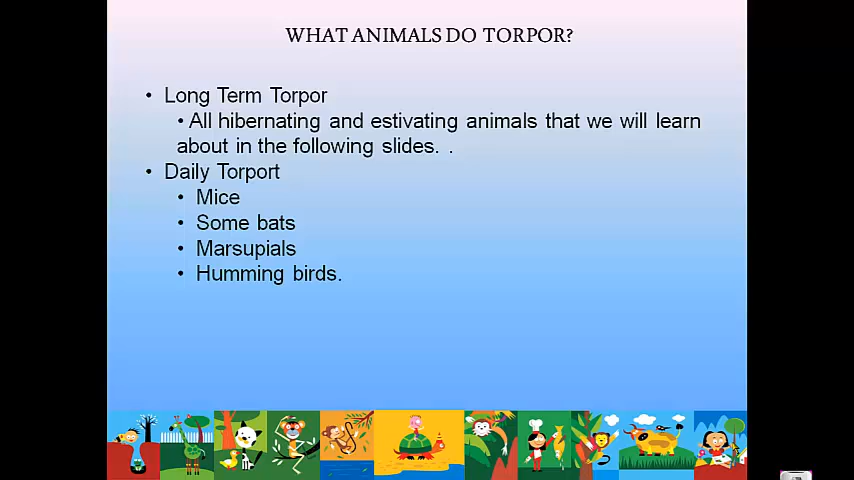 WHAT ANIMALS DO TORPOR?
• Long Term Torpor
• All hibernating and estivating animals that we will learn
about in the following slides. .
• Daily Torport
• Mice
• Some bats
• Marsupials
• Humming birds.